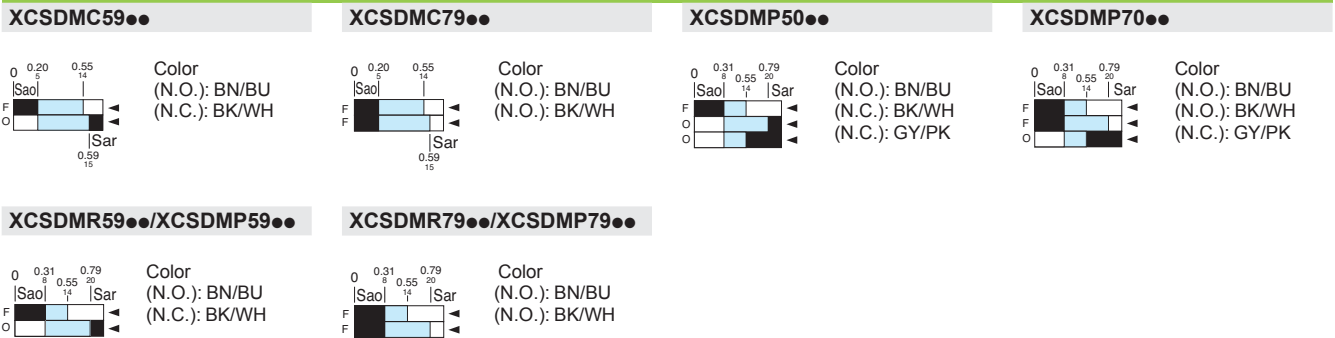 XCSDMC59●●
0 0.20 0.55
5 14
Sao
F
O
Sar
0.59
15
Color
(N.O.): BN/BU
(N.C.): BK/WH
XCSDMC79●●
0 0.20 0.55
5 14
Sao
F
F
Sar
0.59
15
Color
(N.O.): BN/BU
(N.O.): BK/WH
XCSDMP50●●
0 0.31 0.55 0.79
8 14 20
Sao Sar
F
O
O
Color
(N.O.): BN/BU
(N.C.): BK/WH
(N.C.): GY/PK
XCSDMP70●●
0 0.31 0.55 0.79
8 14 20
Sao Sar
F
F
O
Color
(N.O.): BN/BU
(N.O.): BK/WH
(N.C.): GY/PK
XCSDMR59●●/XCSDMP59●●
0 0.31 0.55 0.79
8 14 20
Sao Sar
F
O
Color
(N.O.): BN/BU
(N.C.): BK/WH
XCSDMR79●●/XCSDMP79●●
0 0.31 0.55 0.79
8 14 20
Sao Sar
F
F
Color
(N.O.): BN/BU
(N.O.): BK/WH